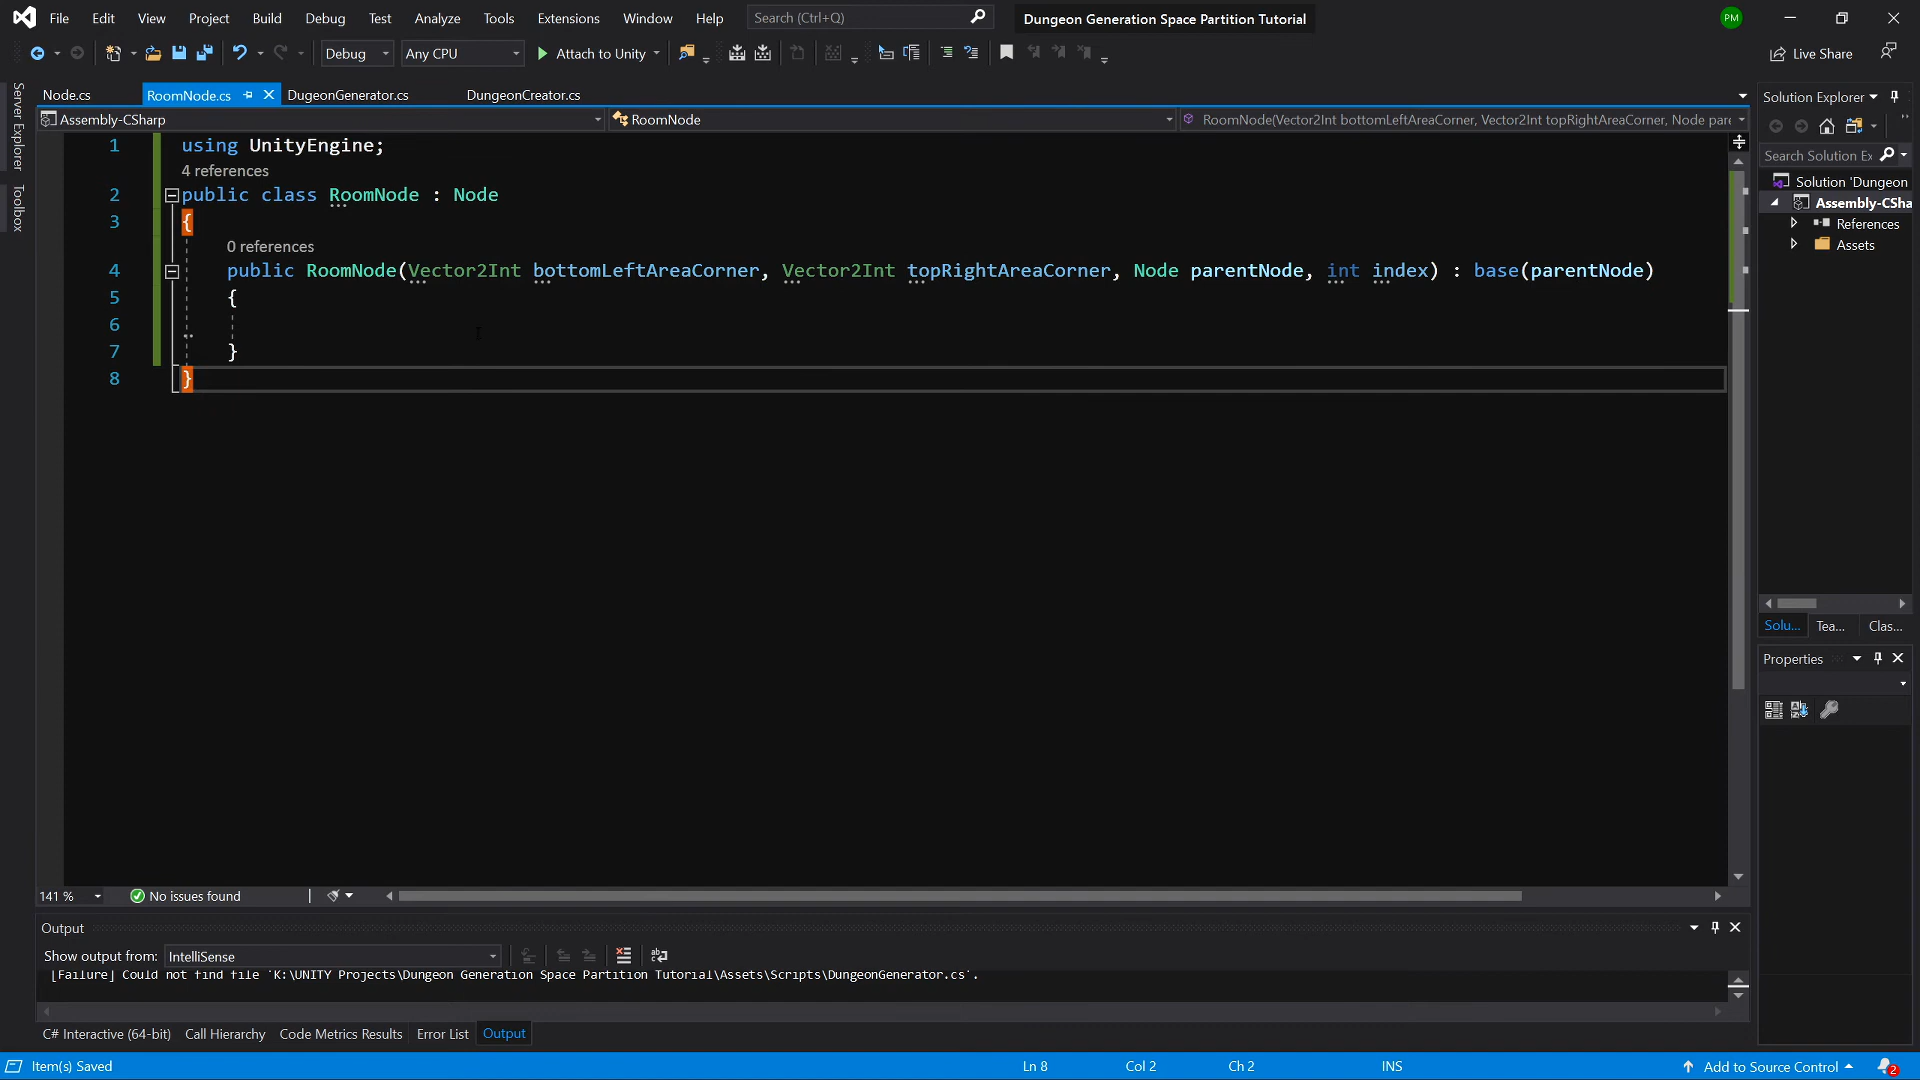 File Edit View Project Build Debug Test Analyze Tools Extensions Window Help Search (Ctrl+Q) Dungeon Generation Space Partition Tutorial PM
Debug Any CPU Attach to Unity Live Share
Server Explorer
Toolbox
Node.cs RoomNode.cs DugeonGenerator.cs DungeonCreator.cs
Assembly-CSharp RoomNode RoomNode(Vector2Int bottomLeftAreaCorner, Vector2Int topRightAreaCorner, Node pare
1 using UnityEngine;
4 references
2 public class RoomNode : Node
3 {
0 references
4 public RoomNode(Vector2Int bottomLeftAreaCorner, Vector2Int topRightAreaCorner, Node parentNode, int index) : base(parentNode)
5 {
6
7 }
8 }
141 % No issues found
Output
Show output from: IntelliSense
[Failure] Could not find file 'K:\UNITY Projects\Dungeon Generation Space Partition Tutorial\Assets\Scripts\DungeonGenerator.cs'.
C# Interactive (64-bit) Call Hierarchy Code Metrics Results Error List Output
Solution Explorer
Search Solution Ex
Solution 'Dungeon
Assembly-CSha
References
Assets
Solu... Tea... Clas...
Properties
Item(s) Saved Ln 8 Col 2 Ch 2 INS Add to Source Control 2